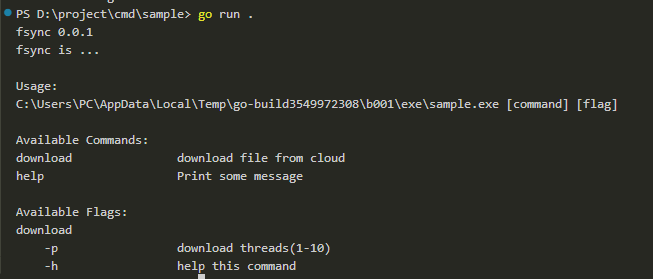 PS D:\project\cmd\sample> go run .
fsync 0.0.1
fsync is ...
Usage:
C:\Users\PC\AppData\Local\Temp\go-build3549972308\b001\exe\sample.exe [command] [flag]
Available Commands:
download download file from cloud
help Print some message
Available Flags:
download
-p download threads(1-10)
-h help this command